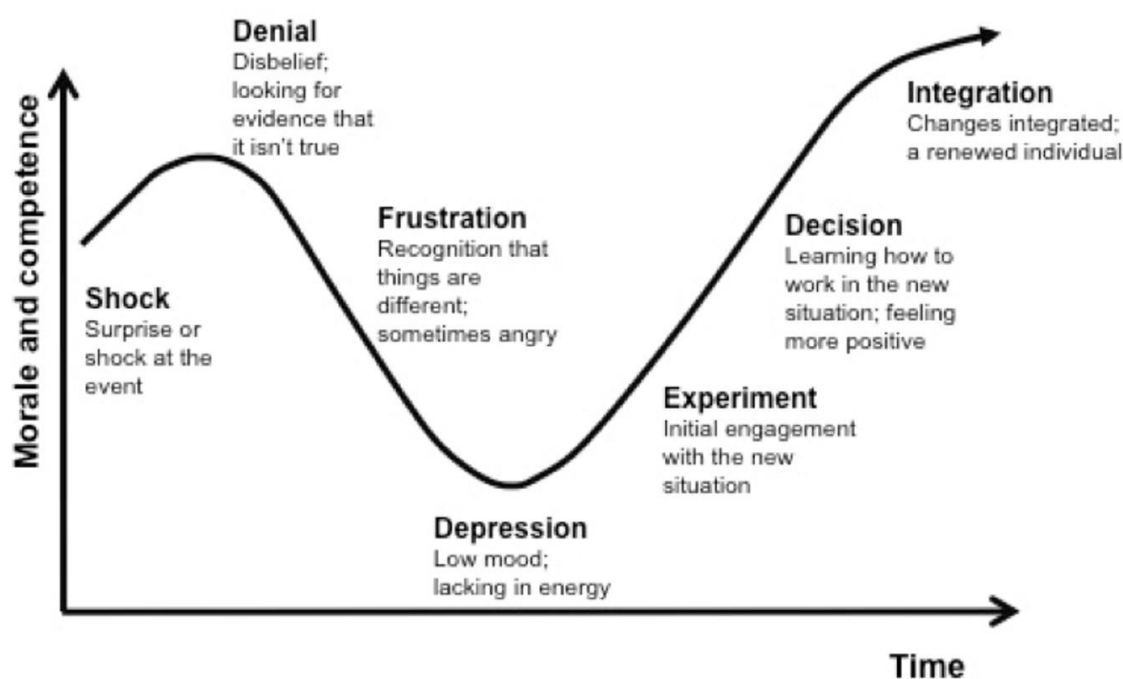 Denial
Disbelief;
looking for
evidence that
it isn't true
Morale and competence
Shock
Surprise or
shock at the
event
Frustration
Recognition that
things are
different;
sometimes angry
Depression
Low mood;
lacking in energy
Experiment
Initial engagement
with the new
situation
Decision
Learning how to
work in the new
situation; feeling
more positive
Integration
Changes integrated;
a renewed individual
Time